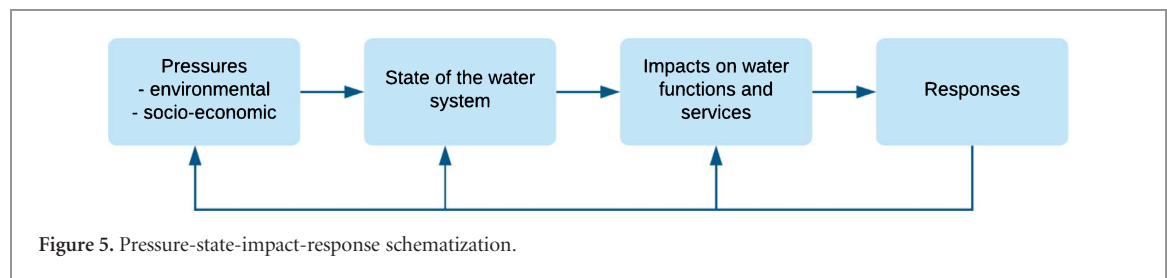 Pressures
- environmental
- socio-economic
State of the water
system
Impacts on water
functions and
services
Responses
Figure 5. Pressure-state-impact-response schematization.